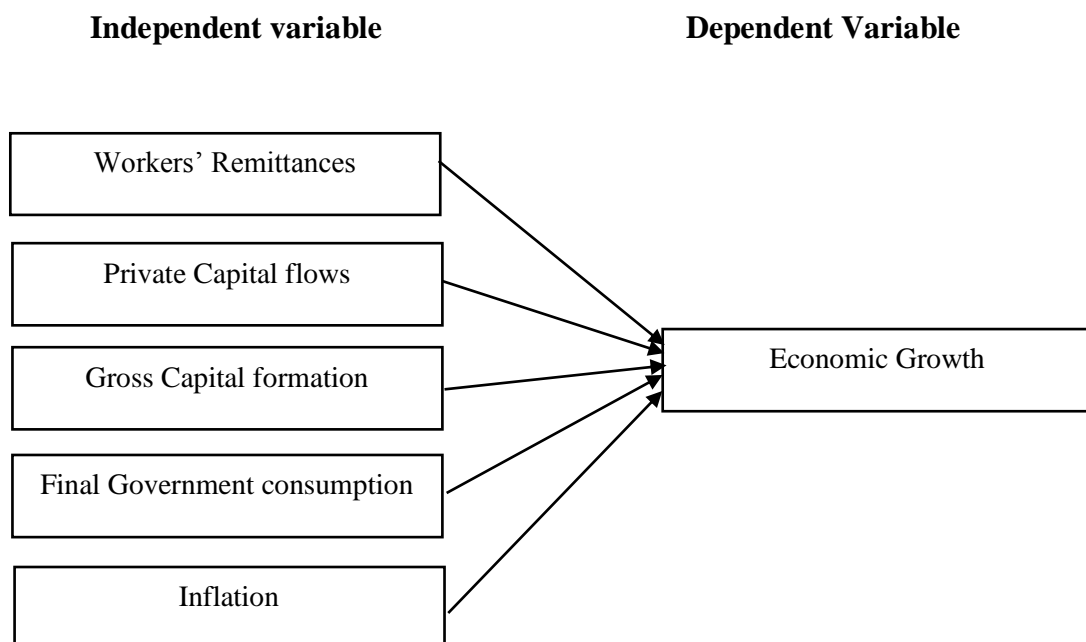 Independent variable
Dependent Variable
Workers’ Remittances
Private Capital flows
Gross Capital formation
Economic Growth
Final Government consumption
Inflation